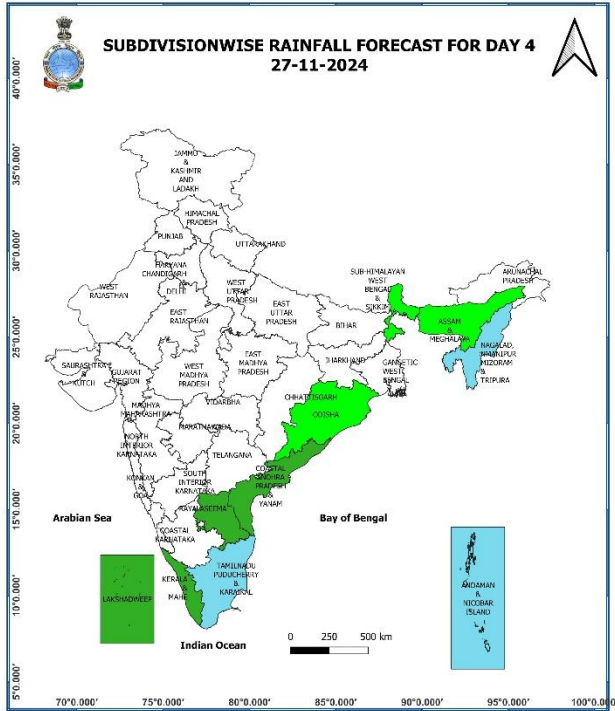 SUBDIVISIONWISE RAINFALL FORECAST FOR DAY 4
27-11-2024
40°0.000'
35°0.000'
30°0.000'
25°0.000'
20°0.000'
15°0.000'
10°0.000'
5°0.000'
JAMMU
&
KASHMIR
AND
LADAKH
HIMACHAL
PRADESH
PUNJAB
UTTARAKHAND
HARYANA
CHANDIGARH
DELHI
WEST
RAJASTHAN
WEST
UTTAR
PRADESH
EAST
RAJASTHAN
EAST
UTTAR
PRADESH
SUB-HIMALAYAN
WEST
BENGAL
&
SIKKIM
ARUNACHAL
PRADESH
ASSAM
&
MEGHALAYA
NAGALAD,
MANIPUR
MIZORAM
&
TRIPURA
BIHAR
JHARKHAND
GANGETIC
WEST
BENGAL
SAURASHTRA
&
KUTCH
GUJARAT
REGION
WEST
MADHYA
PRADESH
EAST
MADHYA
PRADESH
CHHATTISGARH
ODISHA
MADHYA
MAHARASHTRA
VIDARBHA
MARATHAWADA
TELANGANA
NORTH
INTERIOR
KARNATAKA
KONKAN
&
GOA
SOUTH
INTERIOR
KARNATAKA
COASTAL
ANDHRA
PRADESH
&
YANAM
RAYALASEEMA
COASTAL
KARNATAKA
Arabian Sea
Bay of Bengal
TAMILNADU
PUDUCHERRY
&
KARAIKAL
KERALA
&
MAHE
LAKSHADWEEP
ANDAMAN
&
NICOBAR
ISLAND
Indian Ocean
0 250 500 km
70°0.000' 75°0.000' 80°0.000' 85°0.000' 90°0.000' 95°0.000' 100°0.000'